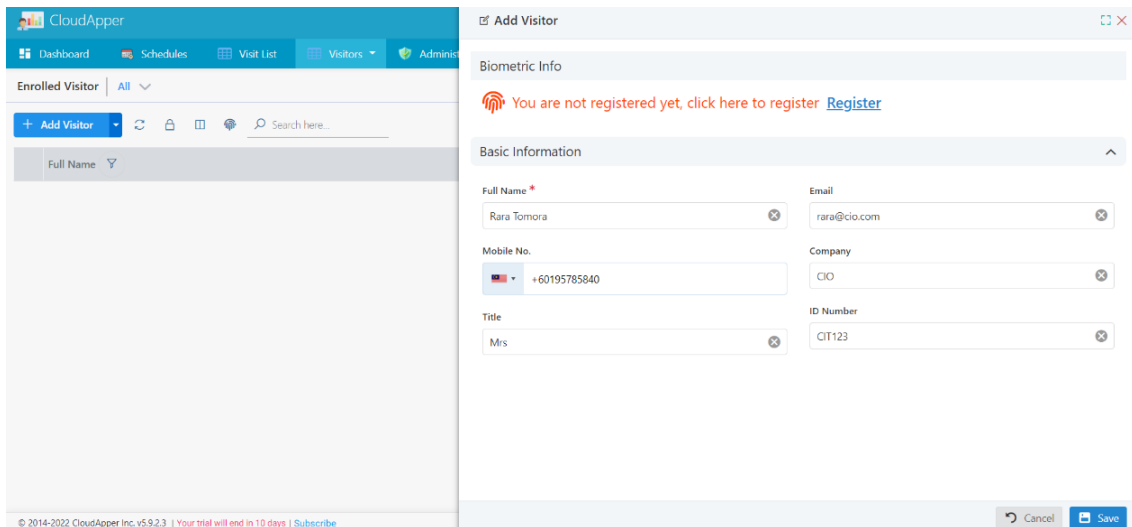 CloudApper
Dashboard Schedules Visit List Visitors Administ
Enrolled Visitor All
+ Add Visitor Search here...
Full Name
Add Visitor
Biometric Info
You are not registered yet, click here to register Register
Basic Information
Full Name * Email
Rara Tomora rara@cio.com
Mobile No. Company
+60195785840 CIO
Title ID Number
Mrs CIT123
Cancel Save
© 2014-2022 CloudApper Inc. v5.9.2.3 | Your trial will end in 10 days | Subscribe